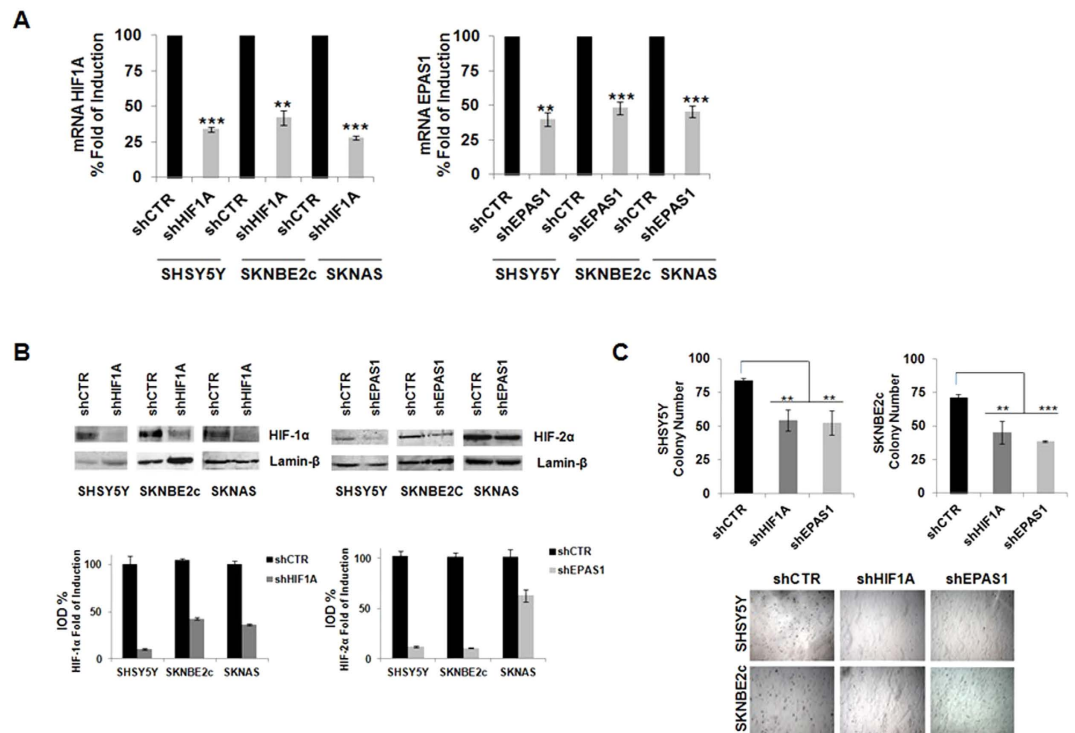 A
mRNA HIF1A
% Fold of Induction
100
75
50
25
0
***
**
***
shCTR
shHIF1A
shCTR
shHIF1A
shCTR
shHIF1A
SHSY5Y
SKNBE2c
SKNAS
mRNA EPAS1
% Fold of Induction
100
75
50
25
0
**
***
***
shCTR
shEPAS1
shCTR
shEPAS1
shCTR
shEPAS1
SHSY5Y
SKNBE2c
SKNAS
B
shCTR
shHIF1A
shCTR
shHIF1A
shCTR
shHIF1A
HIF-1α
Lamin-β
SHSY5Y
SKNBE2c
SKNAS
shCTR
shEPAS1
shCTR
shEPAS1
shCTR
shEPAS1
HIF-2α
Lamin-β
SHSY5Y
SKNBE2C
SKNAS
IOD %
HIF-1α Fold of Induction
100
50
0
shCTR
shHIF1A
SHSY5Y
SKNBE2c
SKNAS
IOD %
HIF-2α Fold of Induction
100
50
0
shCTR
shEPAS1
SHSY5Y
SKNBE2c
SKNAS
C
SHSY5Y
Colony Number
100
75
50
25
0
**
**
shCTR
shHIF1A
shEPAS1
SKNBE2c
Colony Number
100
75
50
25
0
**
***
shCTR
shHIF1A
shEPAS1
shCTR
shHIF1A
shEPAS1
SHSY5Y
SKNBE2c